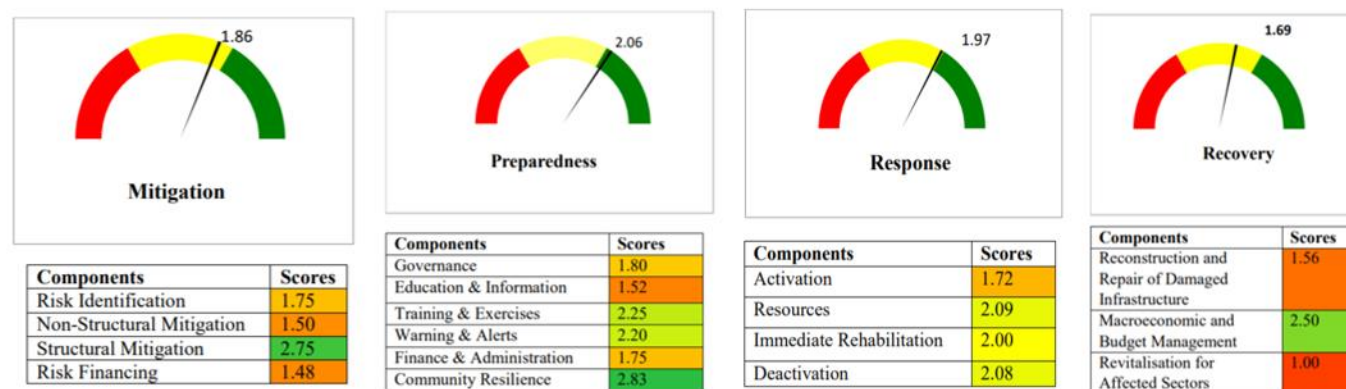 1.86
Mitigation
Components Scores
Risk Identification 1.75
Non-Structural Mitigation 1.50
Structural Mitigation 2.75
Risk Financing 1.48
2.06
Preparedness
Components Scores
Governance 1.80
Education & Information 1.52
Training & Exercises 2.25
Warning & Alerts 2.20
Finance & Administration 1.75
Community Resilience 2.83
1.97
Response
Components Scores
Activation 1.72
Resources 2.09
Immediate Rehabilitation 2.00
Deactivation 2.08
1.69
Recovery
Components Scores
Reconstruction and 1.56
Repair of Damaged
Infrastructure
Macroeconomic and 2.50
Budget Management
Revitalisation for 1.00
Affected Sectors